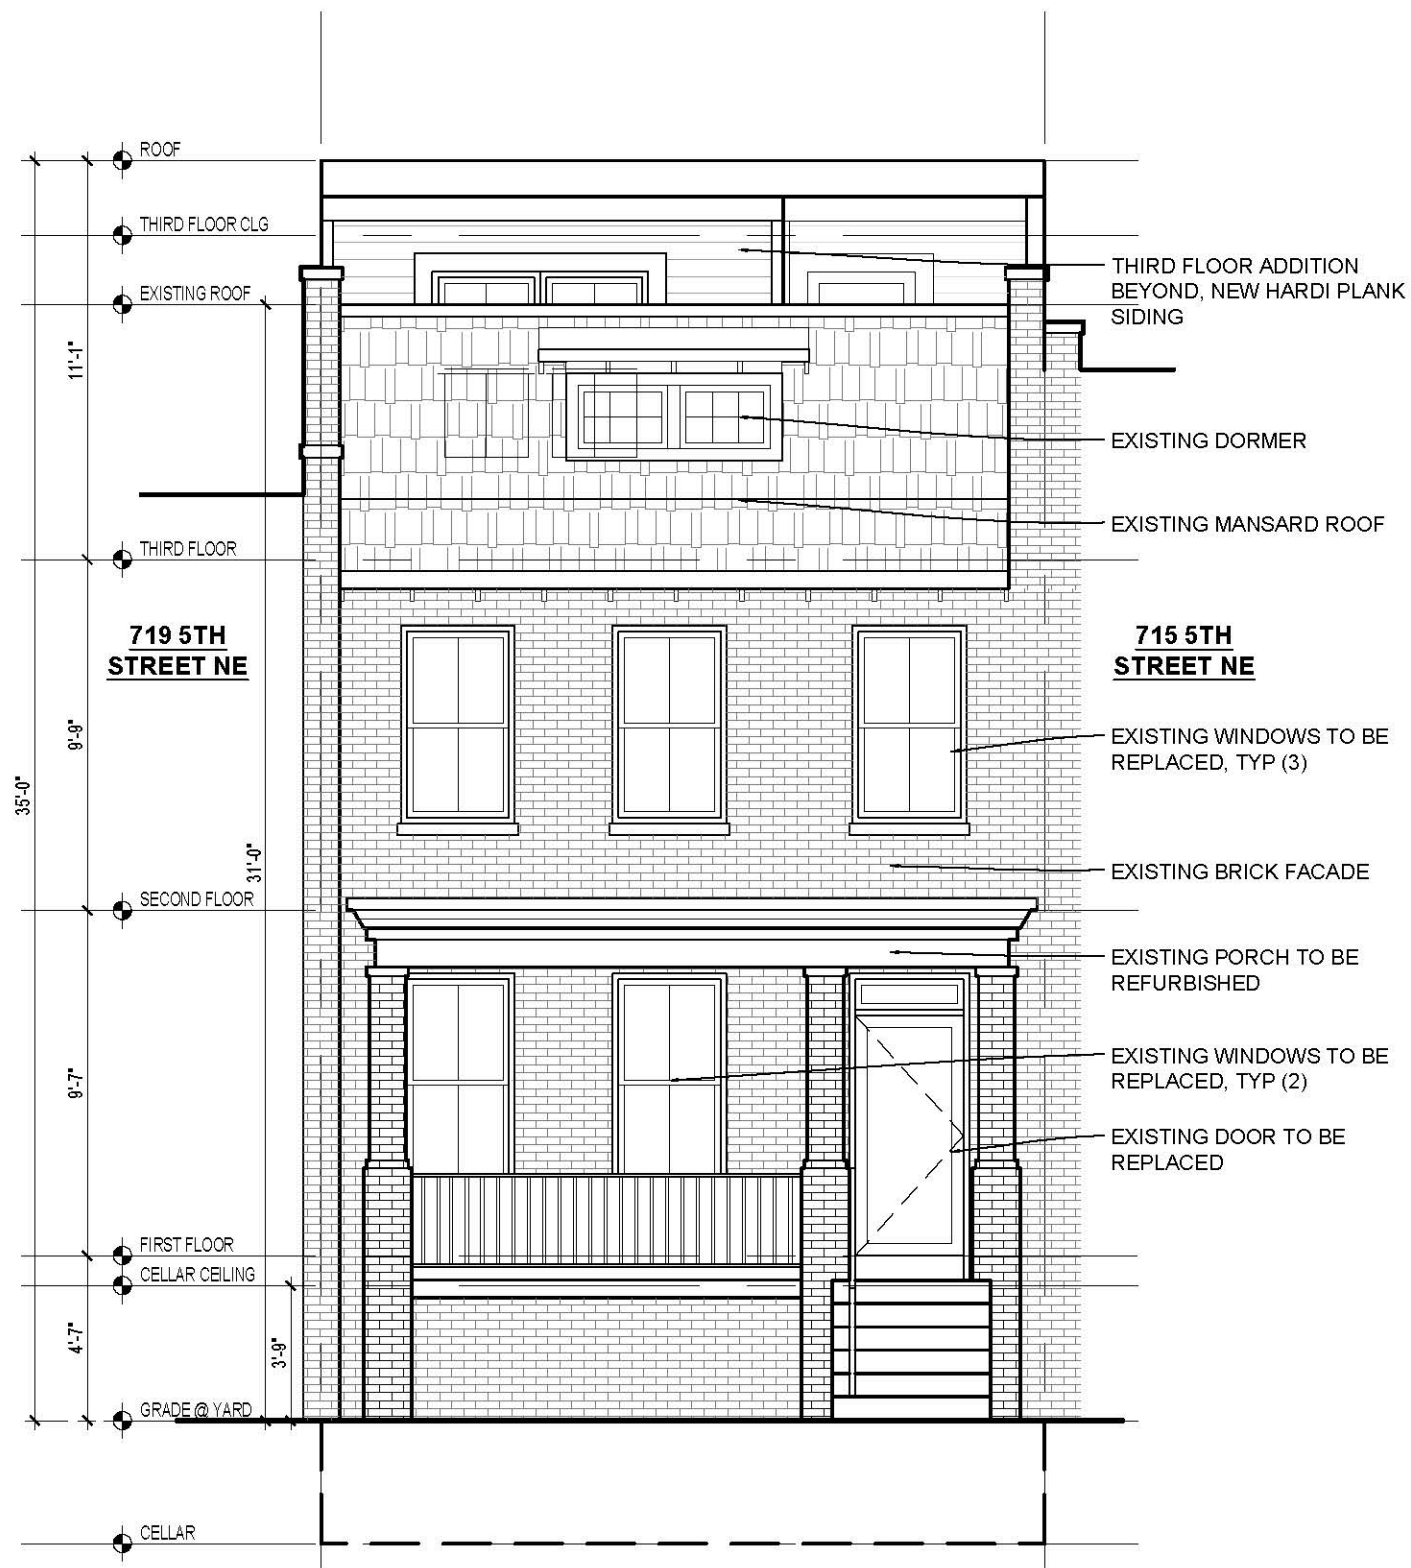 ROOF
THIRD FLOOR CLG
THIRD FLOOR ADDITION
BEYOND, NEW HARDI PLANK
SIDING
EXISTING ROOF
11'-1"
EXISTING DORMER
EXISTING MANSARD ROOF
THIRD FLOOR
719 5TH
STREET NE
715 5TH
STREET NE
9'-9"
EXISTING WINDOWS TO BE
REPLACED, TYP (3)
35'-0"
31'-0"
EXISTING BRICK FACADE
SECOND FLOOR
EXISTING PORCH TO BE
REFURBISHED
9'-7"
EXISTING WINDOWS TO BE
REPLACED, TYP (2)
EXISTING DOOR TO BE
REPLACED
FIRST FLOOR
CELLAR CEILING
4'-7"
3'-9"
GRADE @ YARD
CELLAR